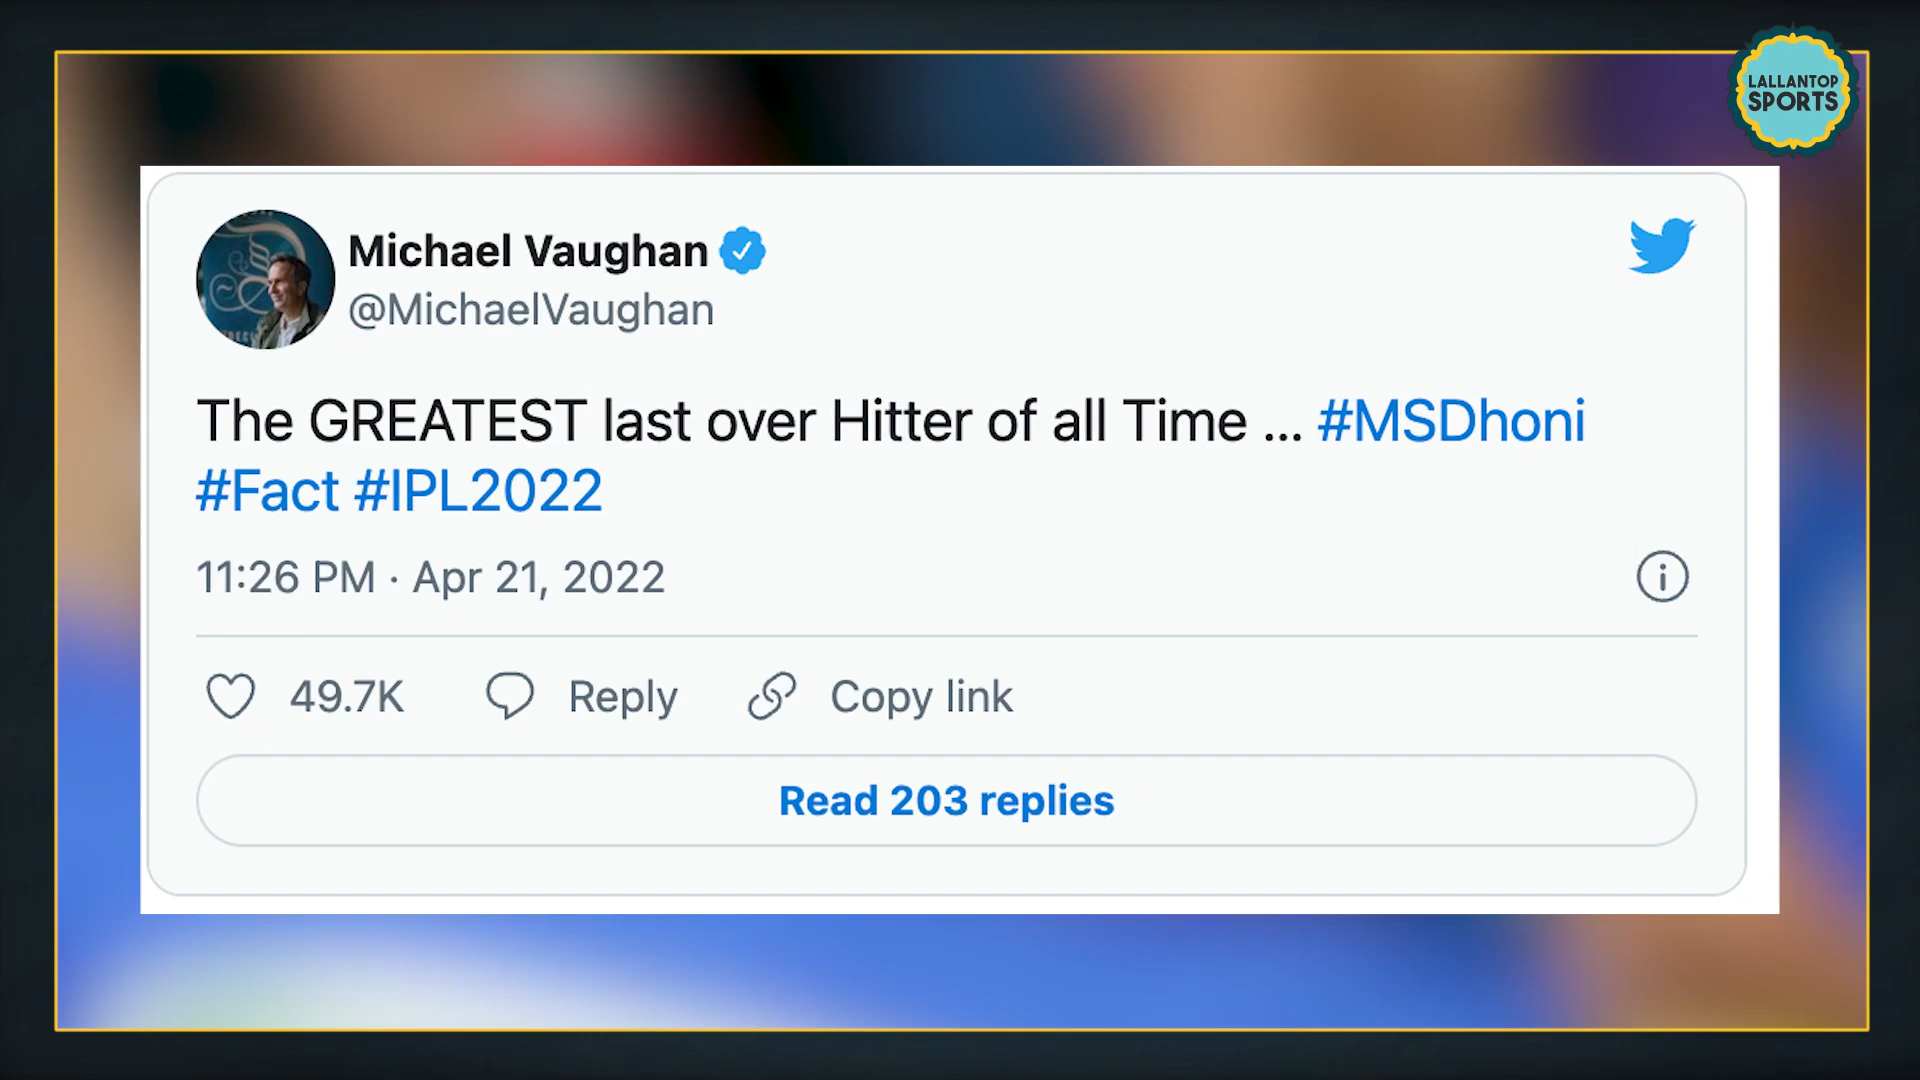 LALLANTOP
SPORTS
Michael Vaughan
@MichaelVaughan
The GREATEST last over Hitter of all Time ... #MSDhoni
#Fact #IPL2022
11:26 PM · Apr 21, 2022
49.7K Reply Copy link
Read 203 replies